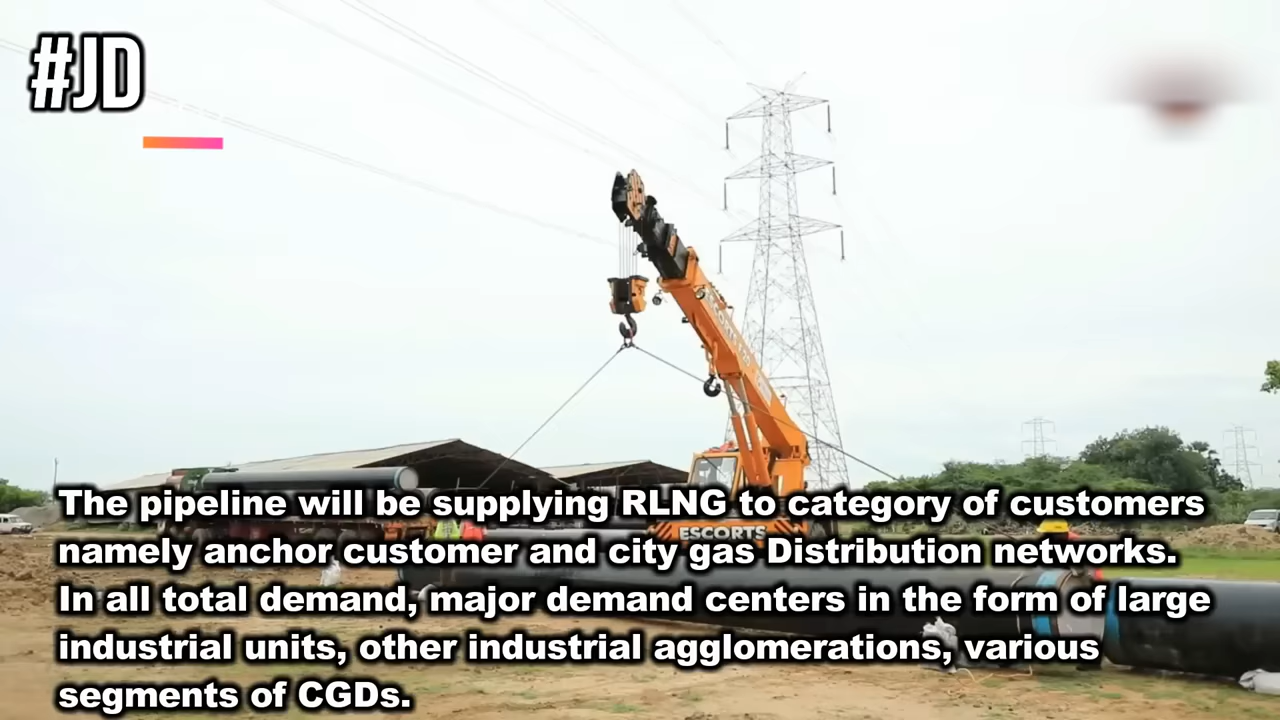 #JD
ESCORTS
The pipeline will be supplying RLNG to category of customers
namely anchor customer and city gas Distribution networks.
In all total demand, major demand centers in the form of large
industrial units, other industrial agglomerations, various
segments of CGDs.